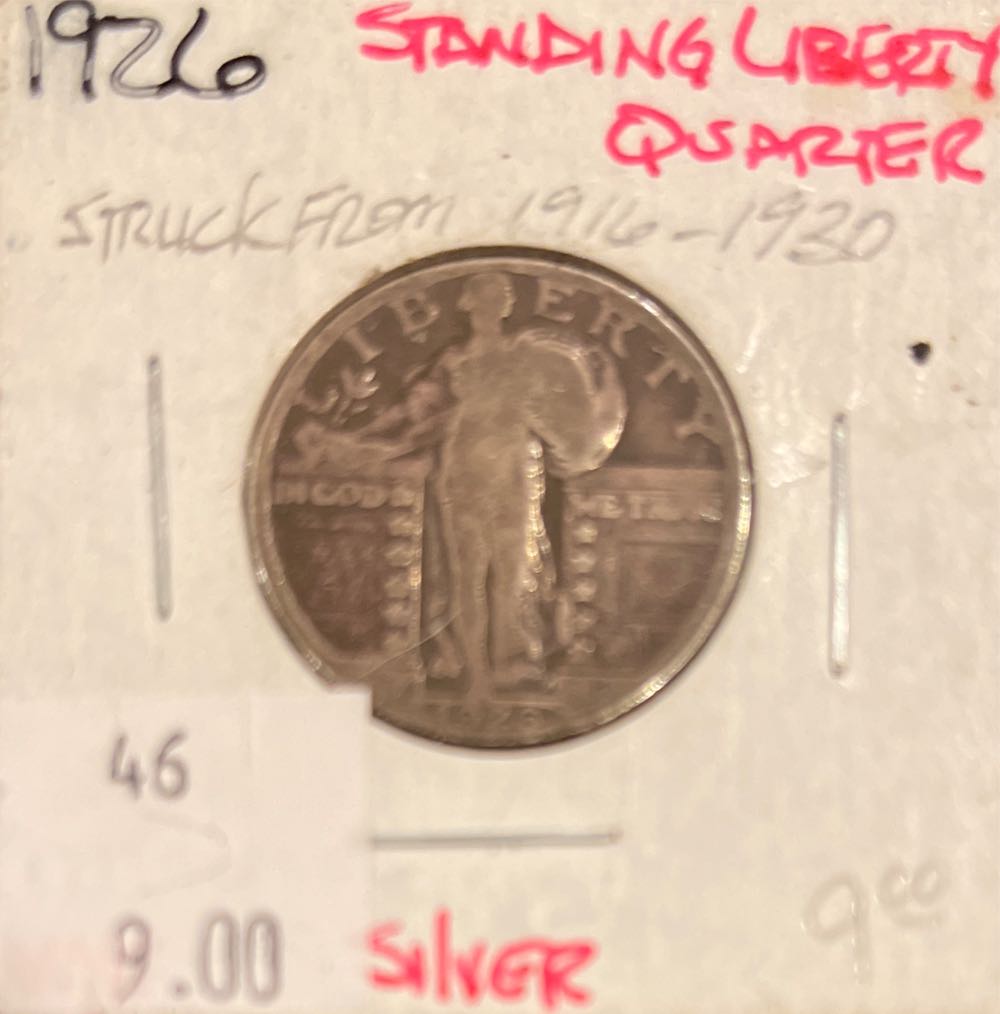 1926 STANDING LIBERTY
QUARTER
STRUCK FROM 1916-1930
LIBERTY
IN GOD WE TRUST
1926
46
9.00 SILVER 9.00